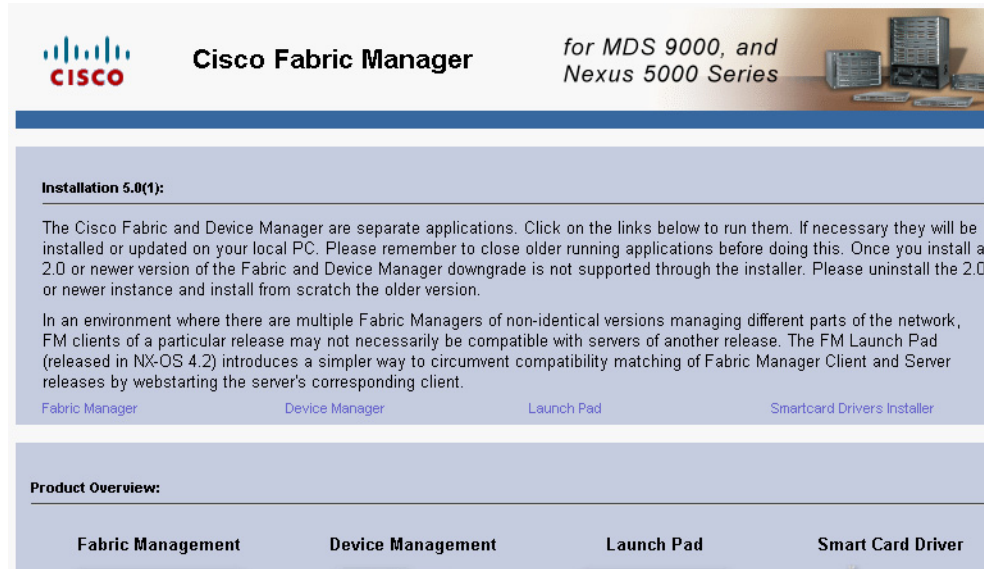 CISCO
Cisco Fabric Manager
for MDS 9000, and
Nexus 5000 Series
Installation 5.0(1):
The Cisco Fabric and Device Manager are separate applications. Click on the links below to run them. If necessary they will be
installed or updated on your local PC. Please remember to close older running applications before doing this. Once you install a
2.0 or newer version of the Fabric and Device Manager downgrade is not supported through the installer. Please uninstall the 2.0
or newer instance and install from scratch the older version.
In an environment where there are multiple Fabric Managers of non-identical versions managing different parts of the network,
FM clients of a particular release may not necessarily be compatible with servers of another release. The FM Launch Pad
(released in NX-OS 4.2) introduces a simpler way to circumvent compatibility matching of Fabric Manager Client and Server
releases by webstarting the server's corresponding client.
Fabric Manager Device Manager Launch Pad Smartcard Drivers Installer
Product Overview:
Fabric Management Device Management Launch Pad Smart Card Driver